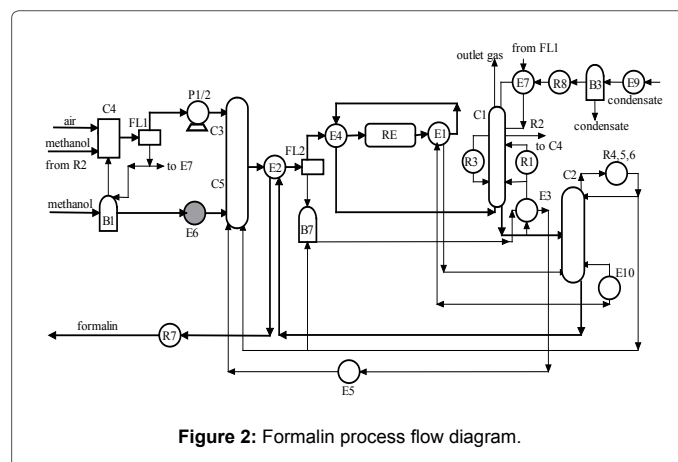 outlet gas
from FL1
P1/2
C4
E7
R8
B3
E9
condensate
air
FL1
C3
C1
R2
condensate
methanol
from R2
to E7
E4
RE
E1
to C4
R4,5,6
FL2
R3
R1
C2
E2
C5
methanol
B1
E6
B7
E3
E10
formalin
R7
E5
Figure 2: Formalin process flow diagram.